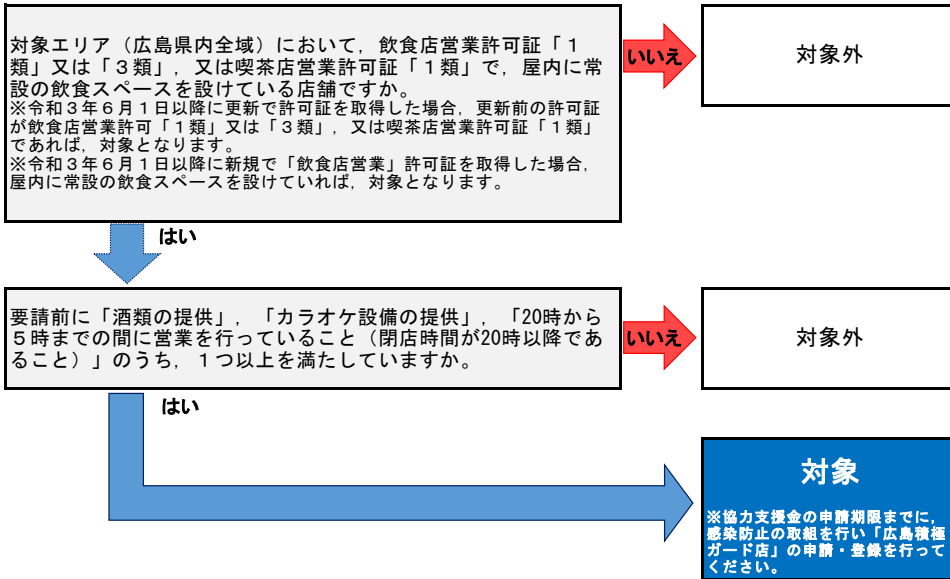 対象エリア（広島県内全域）において，飲食店営業許可証「１
類」又は「３類」，又は喫茶店営業許可証「１類」で，屋内に常
設の飲食スペースを設けている店舗ですか。
※令和３年６月１日以降に更新で許可証を取得した場合，更新前の許可証
が飲食店営業許可「１類」又は「３類」，又は喫茶店営業許可証「１類」
であれば，対象となります。
※令和３年６月１日以降に新規で「飲食店営業」許可証を取得した場合，
屋内に常設の飲食スペースを設けていれば，対象となります。
いいえ
対象外
はい
要請前に「酒類の提供」，「カラオケ設備の提供」，「20時から
５時までの間に営業を行っていること（閉店時間が20時以降であ
ること）」のうち，１つ以上を満たしていますか。
いいえ
対象外
はい
対象
※協力支援金の申請期限までに，
感染防止の取組を行い「広島積極
ガード店」の申請・登録を行って
ください。